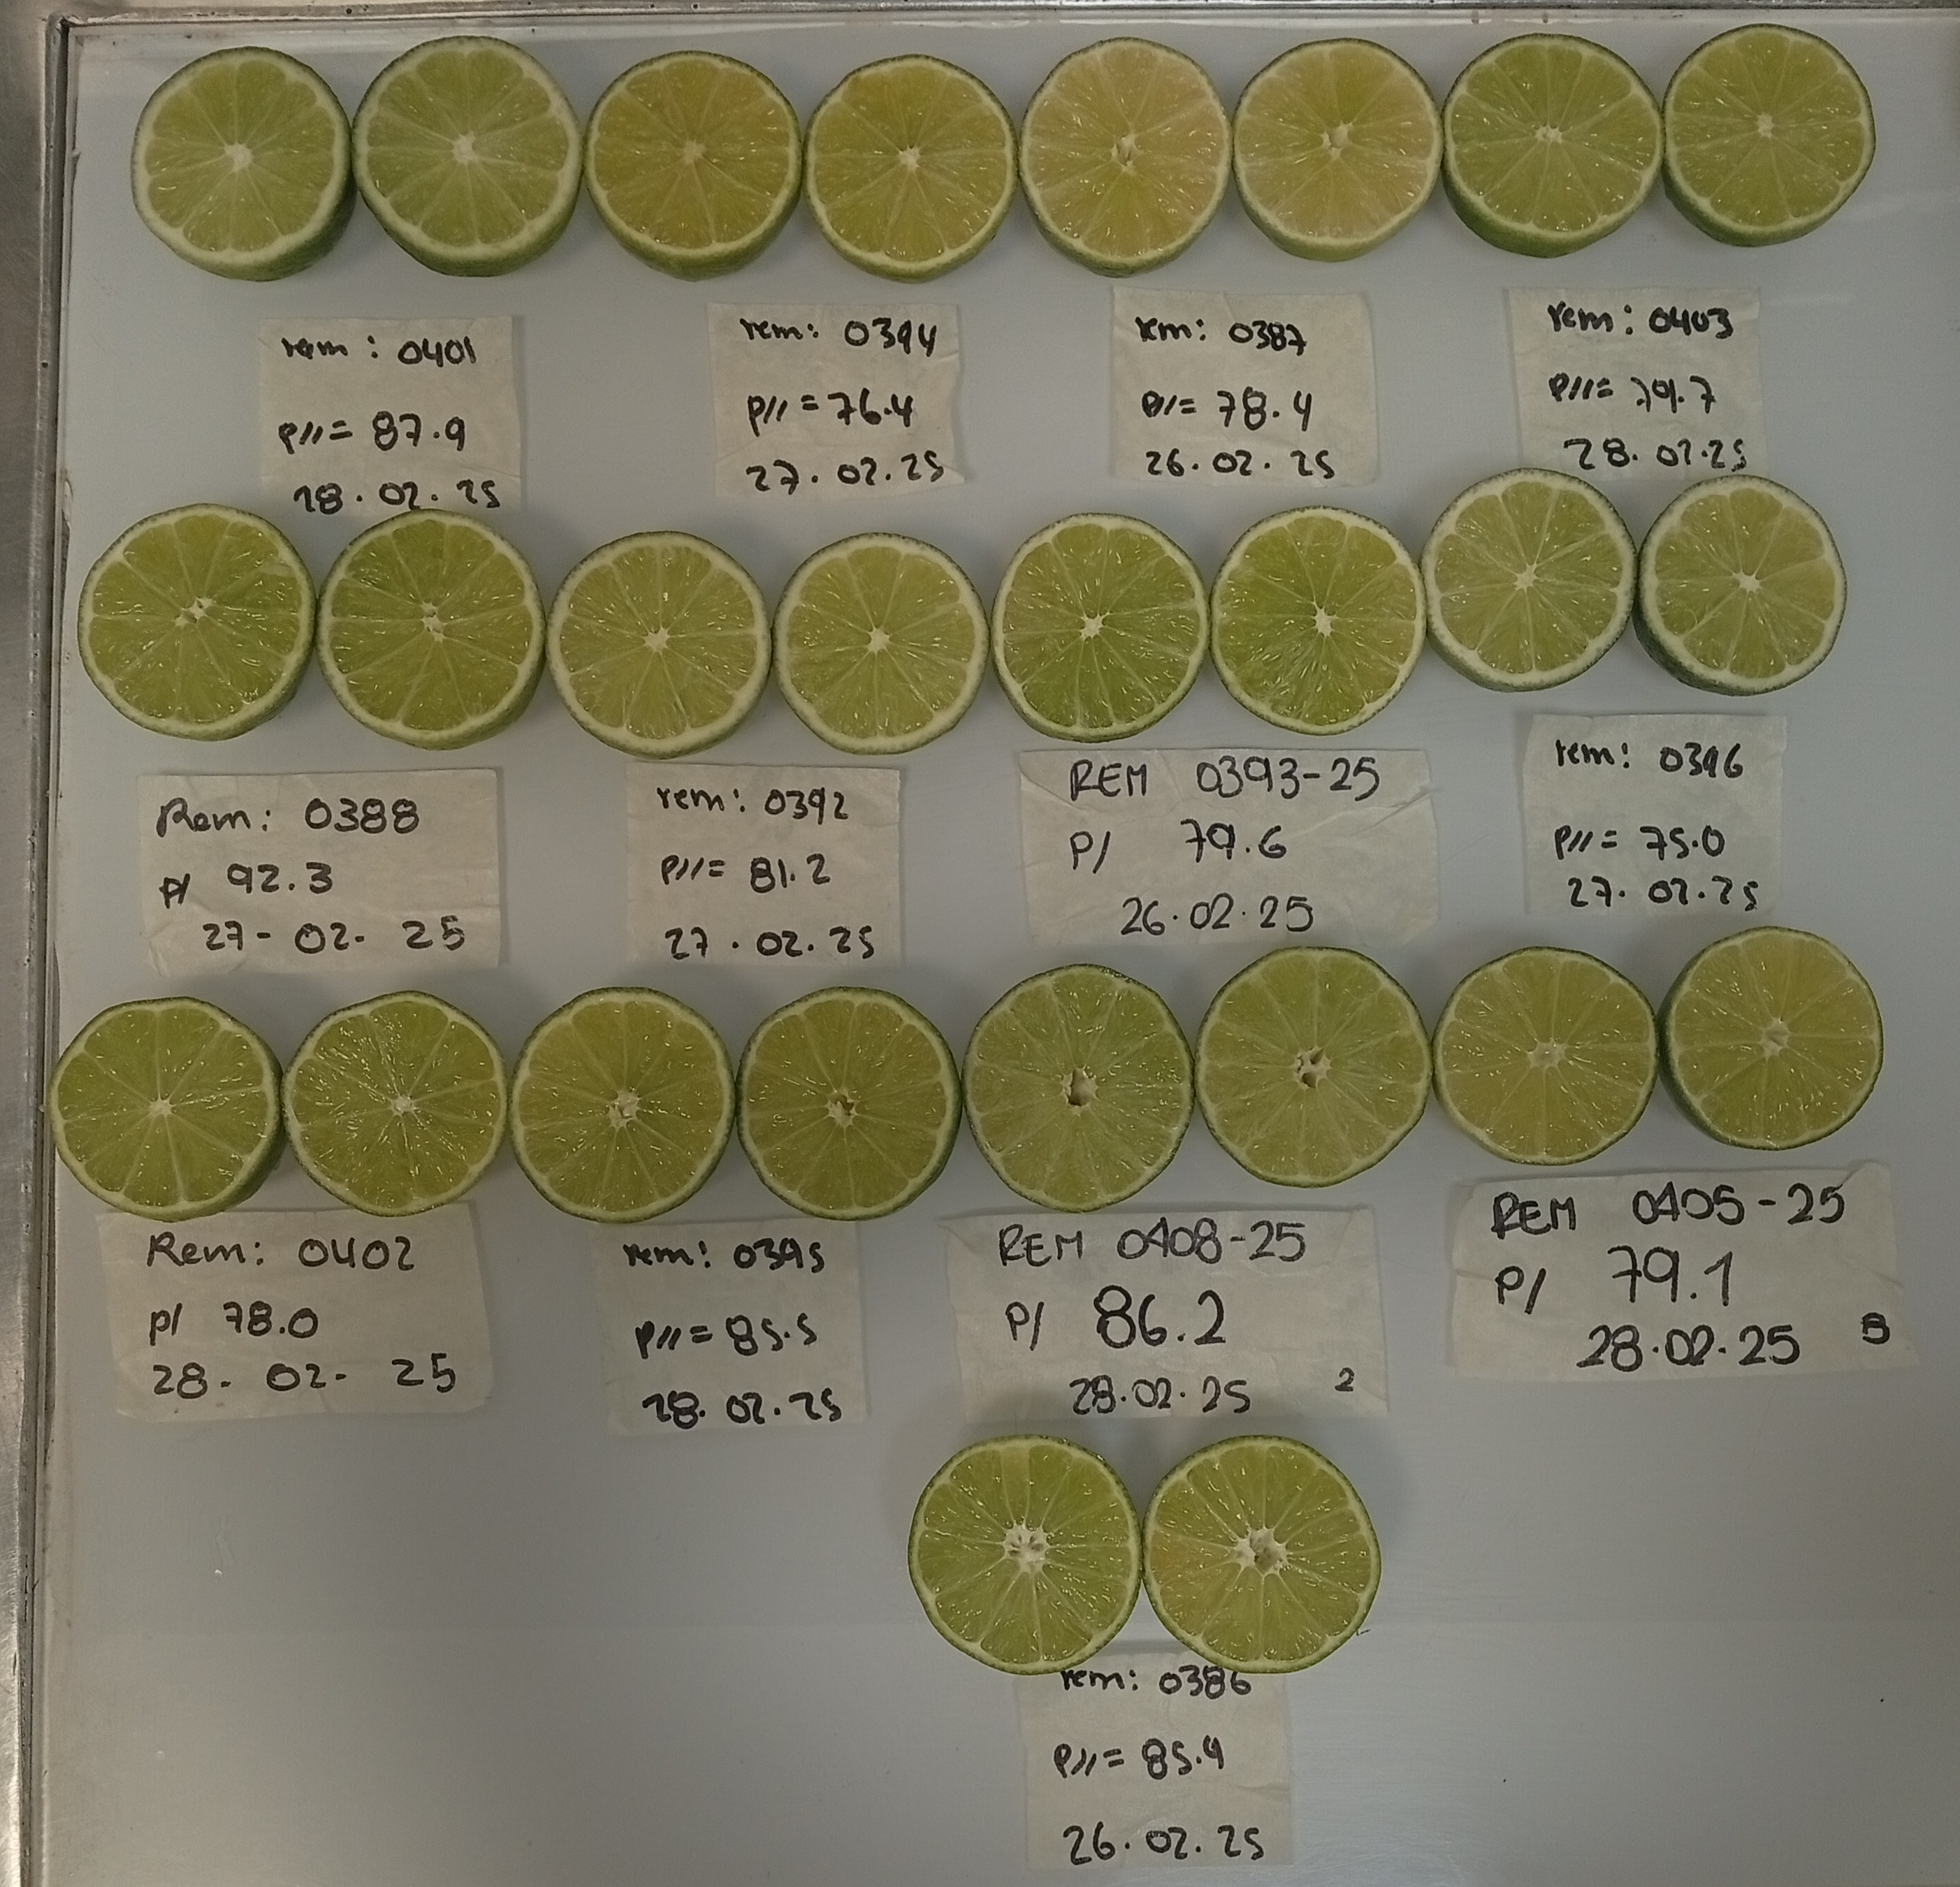 rem: 0401
p//= 87.9
28.02.25
rem: 0394
p// = 76.4
27.02.25
rem: 0387
p//= 78.4
26.02.25
rem: 0403
p//= 79.7
28.02.25
Rem: 0388
p/ 92.3
27-02-25
rem: 0392
p//= 81.2
27.02.25
REM 0393-25
P/ 79.6
26.02.25
rem: 0396
p//= 75.0
27.02.25
Rem: 0402
p/ 78.0
28-02-25
rem: 0395
p//= 85.5
28.02.25
REM 0408-25
P/ 86.2
28.02.25 2
REM 0405-25
P/ 79.1
28.02.25
rem: 0386
p//= 85.4
26.02.25